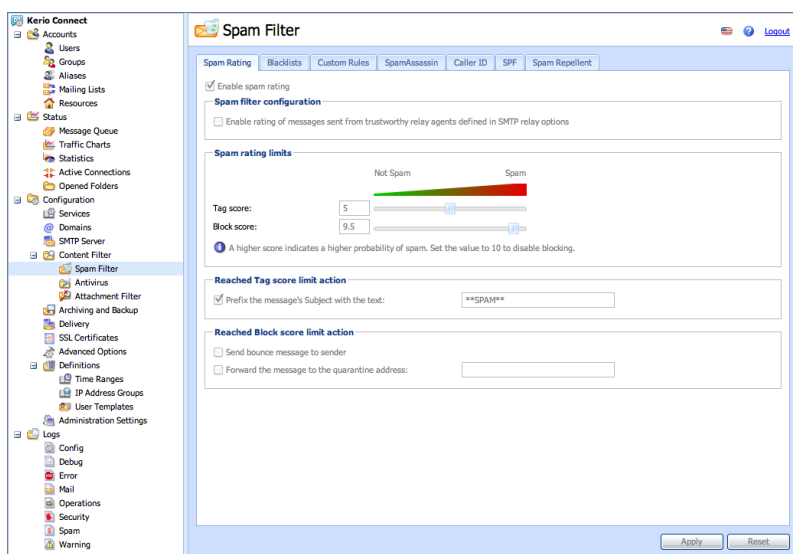 Kerio Connect
Accounts
Users
Groups
Aliases
Mailing Lists
Resources
Status
Message Queue
Traffic Charts
Statistics
Active Connections
Opened Folders
Configuration
Services
Domains
SMTP Server
Content Filter
Spam Filter
Antivirus
Attachment Filter
Archiving and Backup
Delivery
SSL Certificates
Advanced Options
Definitions
Time Ranges
IP Address Groups
User Templates
Administration Settings
Logs
Config
Debug
Error
Mail
Operations
Security
Spam
Warning
Spam Filter
Logout
Spam Rating Blacklists Custom Rules SpamAssassin Caller ID SPF Spam Repellent
Enable spam rating
Spam filter configuration
Enable rating of messages sent from trustworthy relay agents defined in SMTP relay options
Spam rating limits
Not Spam Spam
Tag score: 5
Block score: 9.5
A higher score indicates a higher probability of spam. Set the value to 10 to disable blocking.
Reached Tag score limit action
Prefix the message's Subject with the text: **SPAM**
Reached Block score limit action
Send bounce message to sender
Forward the message to the quarantine address:
Apply Reset